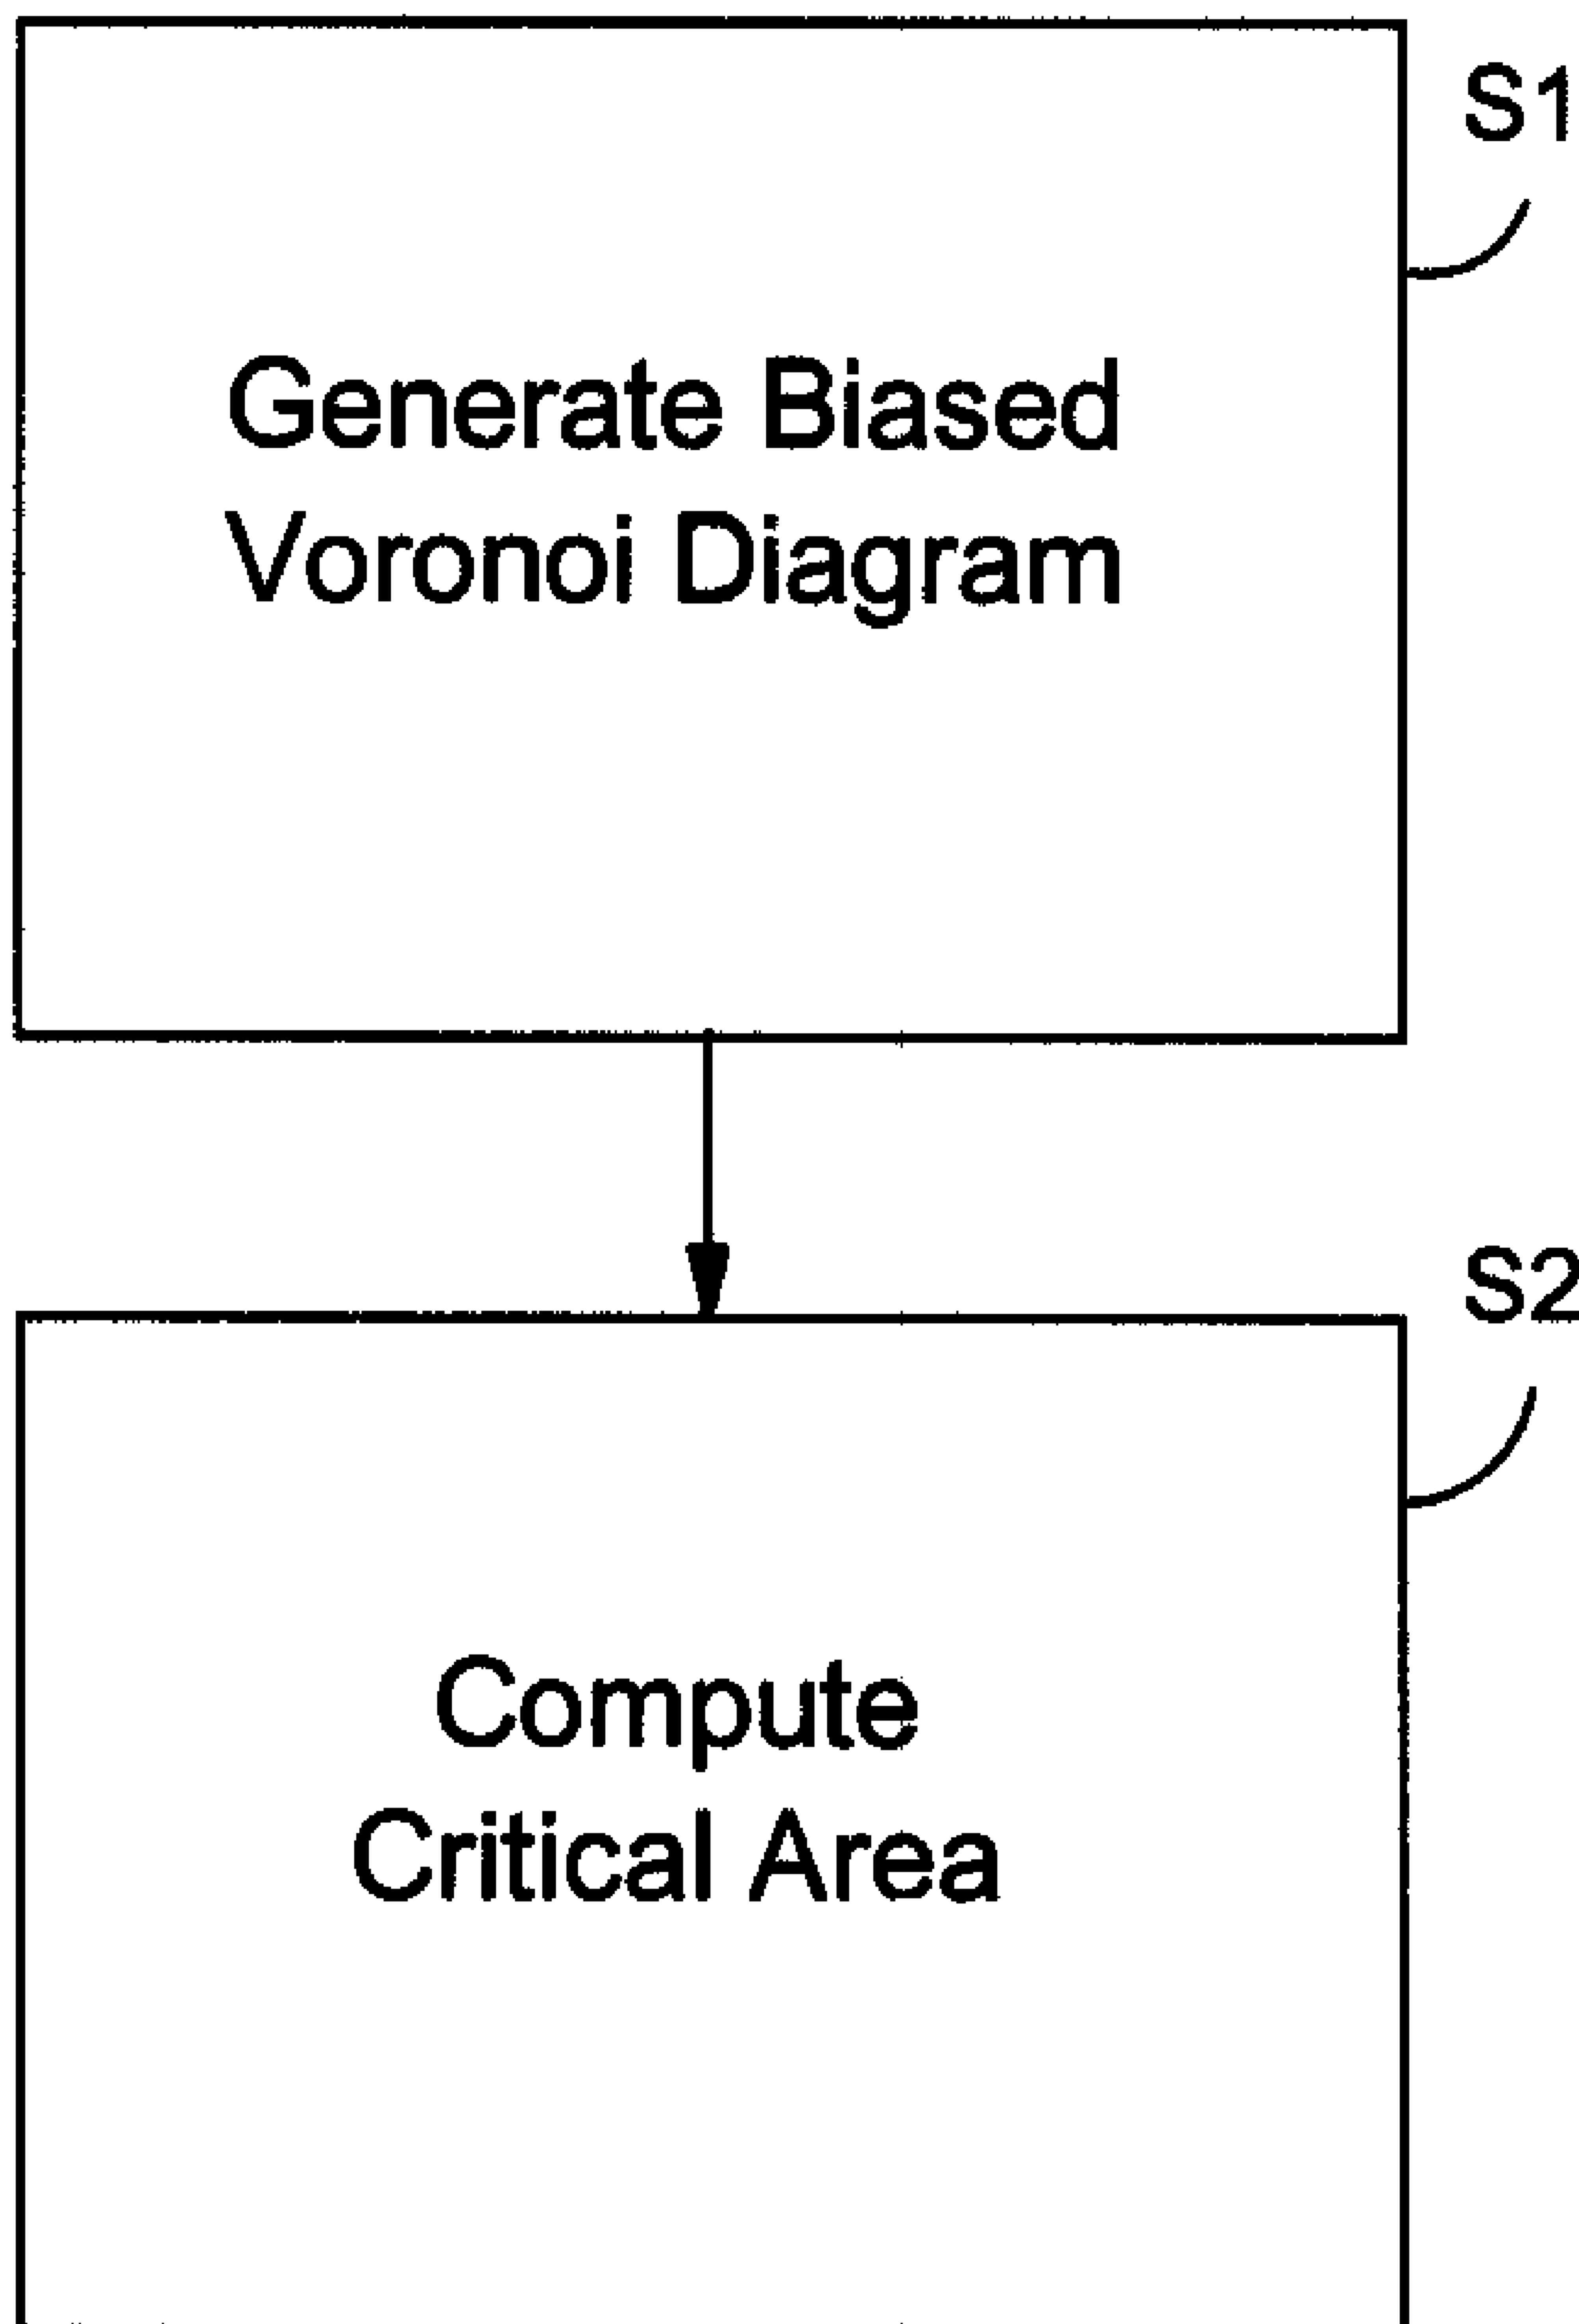 S1
Generate Biased
Voronoi Diagram
S2
Compute
Critical Area